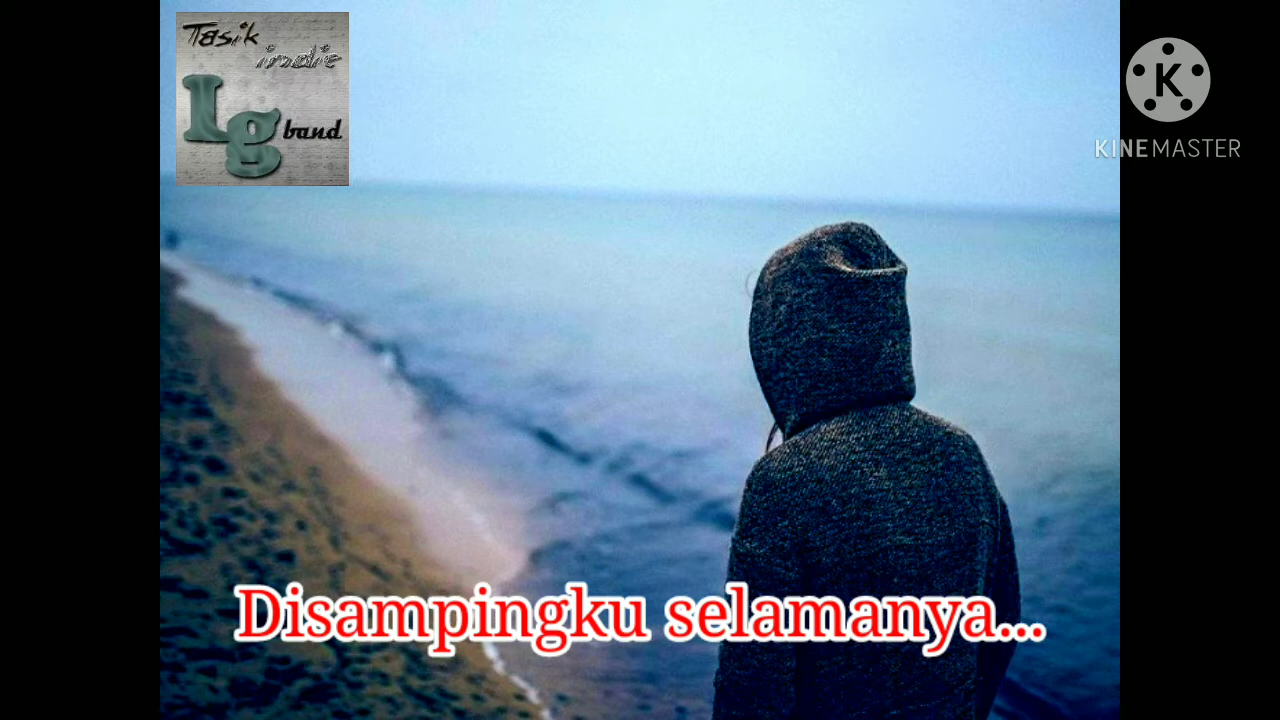 Tasik
indie
Lg band
K
KINEMASTER
Disampingku selamanya...